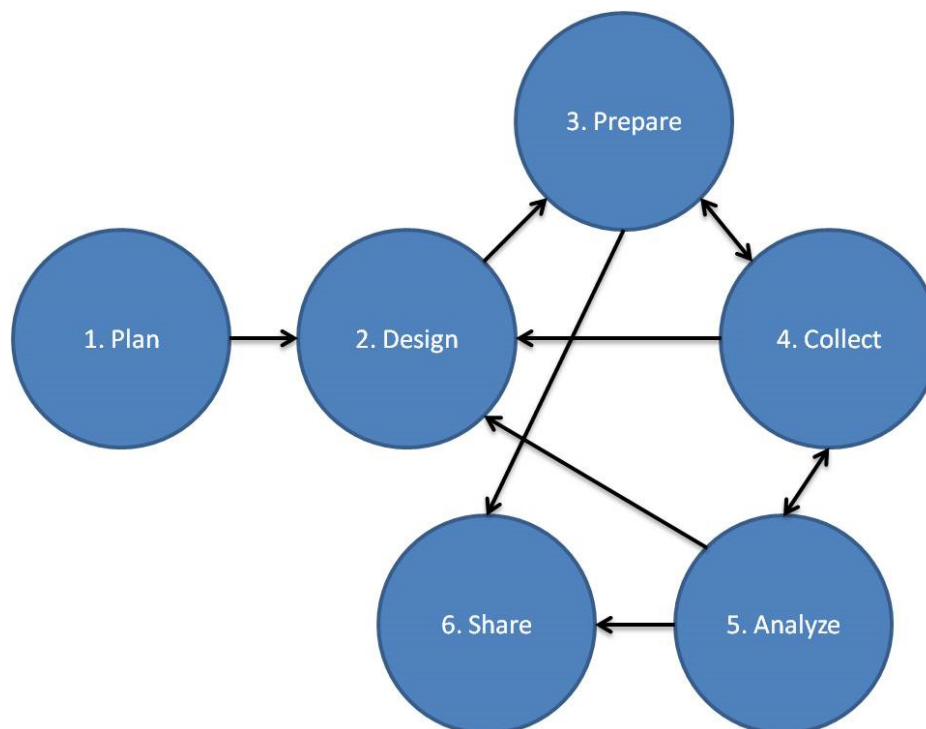 1. Plan
2. Design
3. Prepare
4. Collect
5. Analyze
6. Share